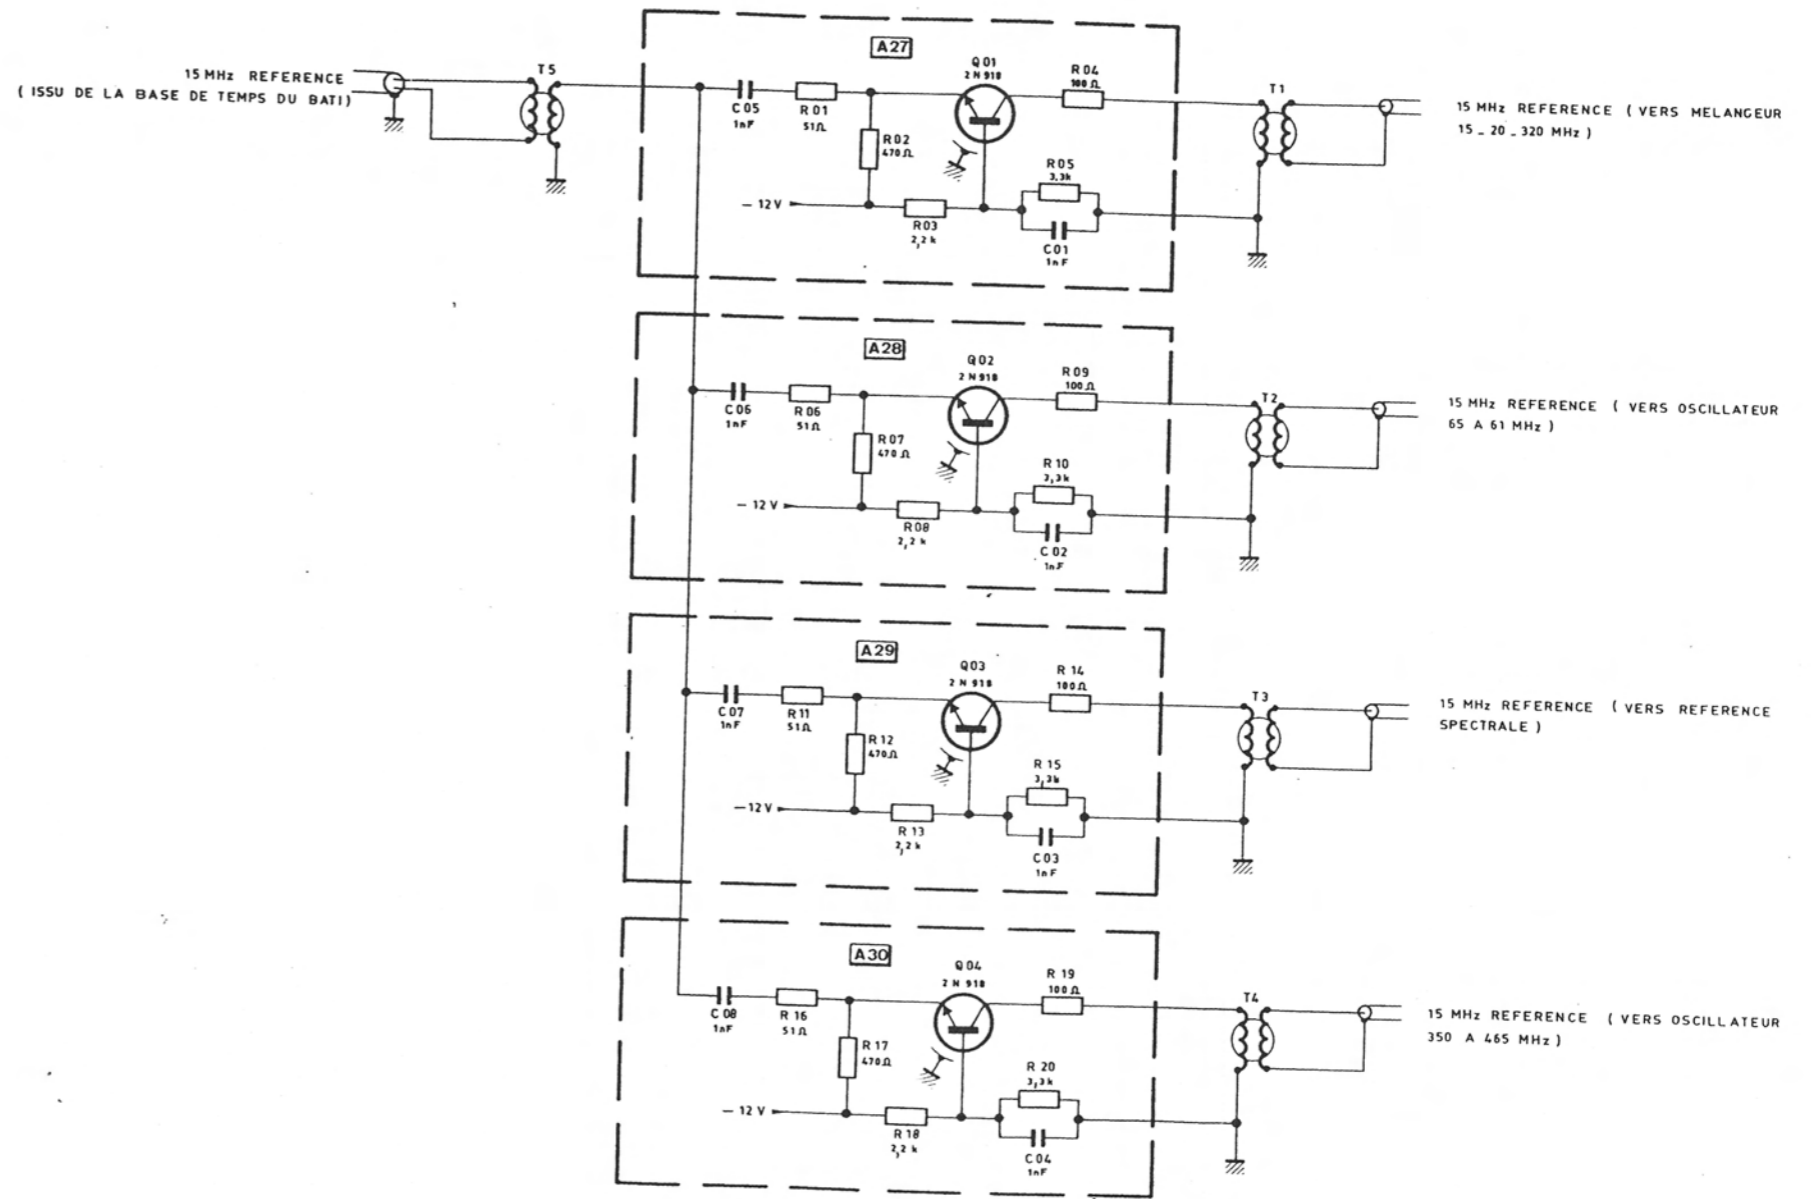 15 MHz REFERENCE
( ISSU DE LA BASE DE TEMPS DU BATI)
T5
A27
C05
1nF
R01
51Ω
R02
470Ω
Q01
2N918
R04
100Ω
R05
3,3k
C01
1nF
R03
2,2k
– 12V
T1
15 MHz REFERENCE ( VERS MELANGEUR
15 _ 20 _ 320 MHz )
A28
C06
1nF
R06
51Ω
R07
470Ω
Q02
2N918
R09
100Ω
R10
3,3k
C02
1nF
R08
2,2k
– 12V
T2
15 MHz REFERENCE ( VERS OSCILLATEUR
65 A 61 MHz )
A29
C07
1nF
R11
51Ω
R12
470Ω
Q03
2N918
R14
100Ω
R15
3,3k
C03
1nF
R13
2,2k
– 12V
T3
15 MHz REFERENCE ( VERS REFERENCE
SPECTRALE )
A30
C08
1nF
R16
51Ω
R17
470Ω
Q04
2N918
R19
100Ω
R20
3,3k
C04
1nF
R18
2,2k
– 12V
T4
15 MHz REFERENCE ( VERS OSCILLATEUR
350 A 465 MHz )